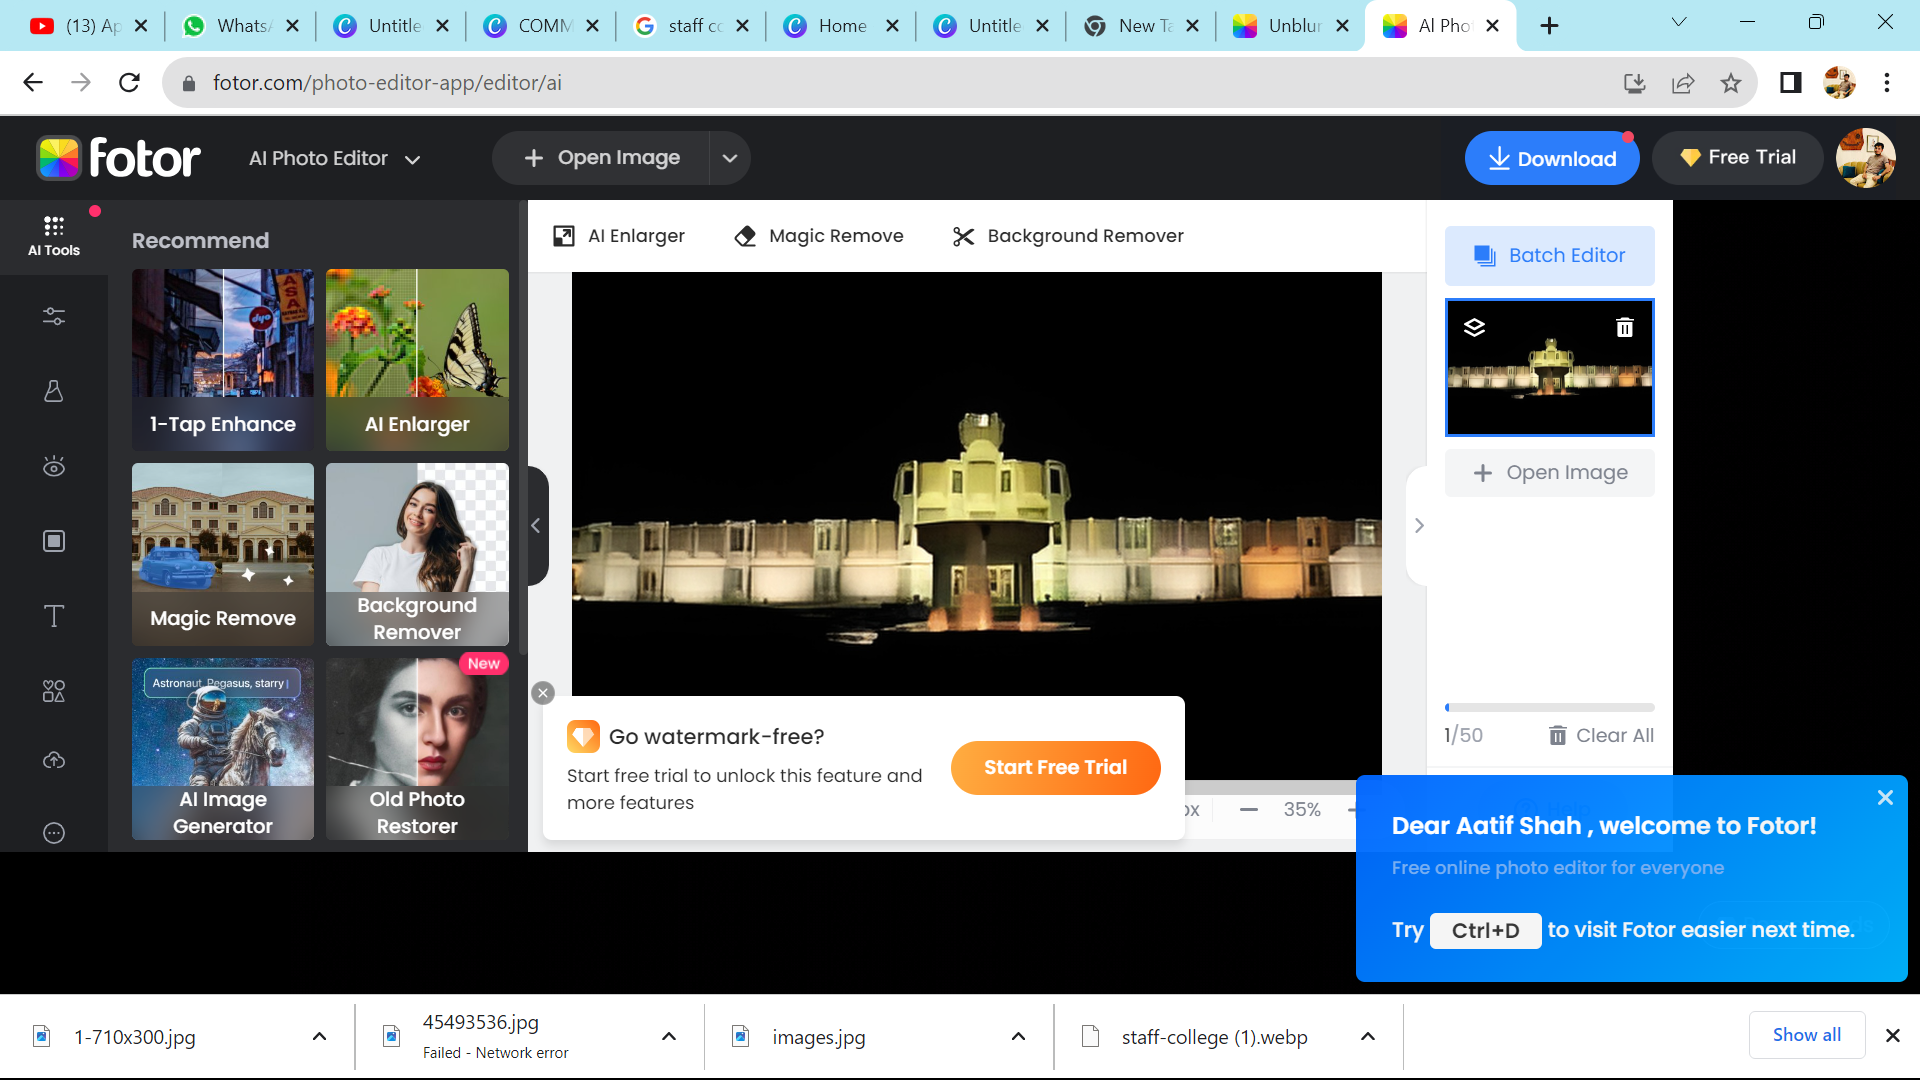 (13) Ap
WhatsA
Untitle
COMM
staff co
Home
Untitle
New Ta
Unblur
AI Phot
fotor.com/photo-editor-app/editor/ai
fotor
AI Photo Editor
Open Image
Download
Free Trial
AI Tools
Recommend
1-Tap Enhance
AI Enlarger
Magic Remove
Background
Remover
Astronaut, Pegasus, starry
AI Image
Generator
New
Old Photo
Restorer
AI Enlarger
Magic Remove
Background Remover
Go watermark-free?
Start free trial to unlock this feature and
more features
Start Free Trial
px
35%
Batch Editor
Open Image
1/50
Clear All
Dear Aatif Shah , welcome to Fotor!
Free online photo editor for everyone
Try Ctrl+D to visit Fotor easier next time.
1-710x300.jpg
45493536.jpg
Failed - Network error
images.jpg
staff-college (1).webp
Show all